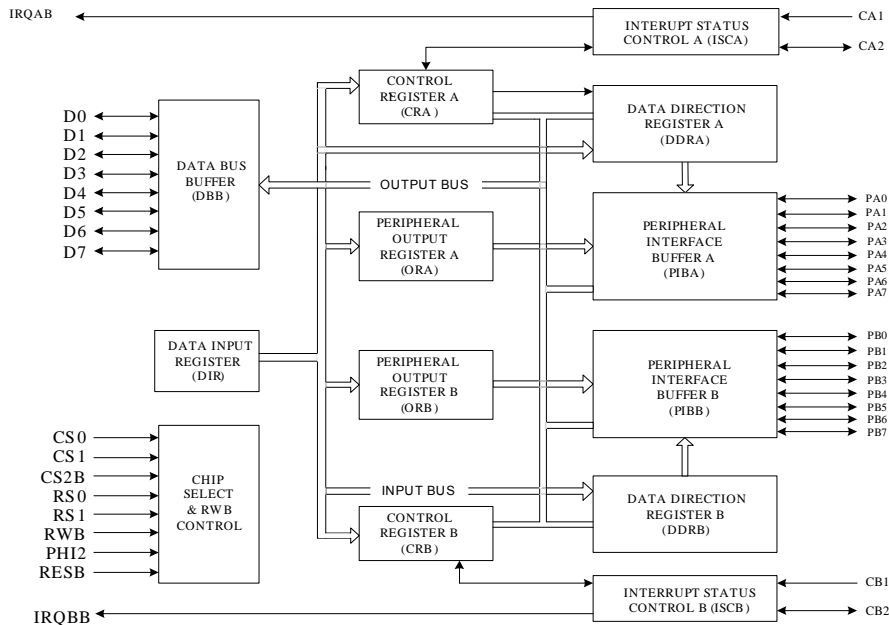 IRQAB
INTERUPT STATUS
CONTROL A (ISCA)
CA1
CA2
CONTROL
REGISTER A
(CRA)
DATA DIRECTION
REGISTER A
(DDRA)
D0
D1
D2
D3
D4
D5
D6
D7
DATA BUS
BUFFER
(DBB)
OUTPUT BUS
PERIPHERAL
OUTPUT
REGISTER A
(ORA)
PERIPHERAL
INTERFACE
BUFFER A
(PIBA)
PA0
PA1
PA2
PA3
PA4
PA5
PA6
PA7
DATA INPUT
REGISTER
(DIR)
PERIPHERAL
OUTPUT
REGISTER B
(ORB)
PERIPHERAL
INTERFACE
BUFFER B
(PIBB)
PB0
PB1
PB2
PB3
PB4
PB5
PB6
PB7
CS0
CS1
CS2B
RS0
RS1
RWB
PHI2
RESB
CHIP
SELECT
& RWB
CONTROL
INPUT BUS
CONTROL
REGISTER B
(CRB)
DATA DIRECTION
REGISTER B
(DDRB)
INTERRUPT STATUS
CONTROL B (ISCB)
CB1
CB2
IRQBB